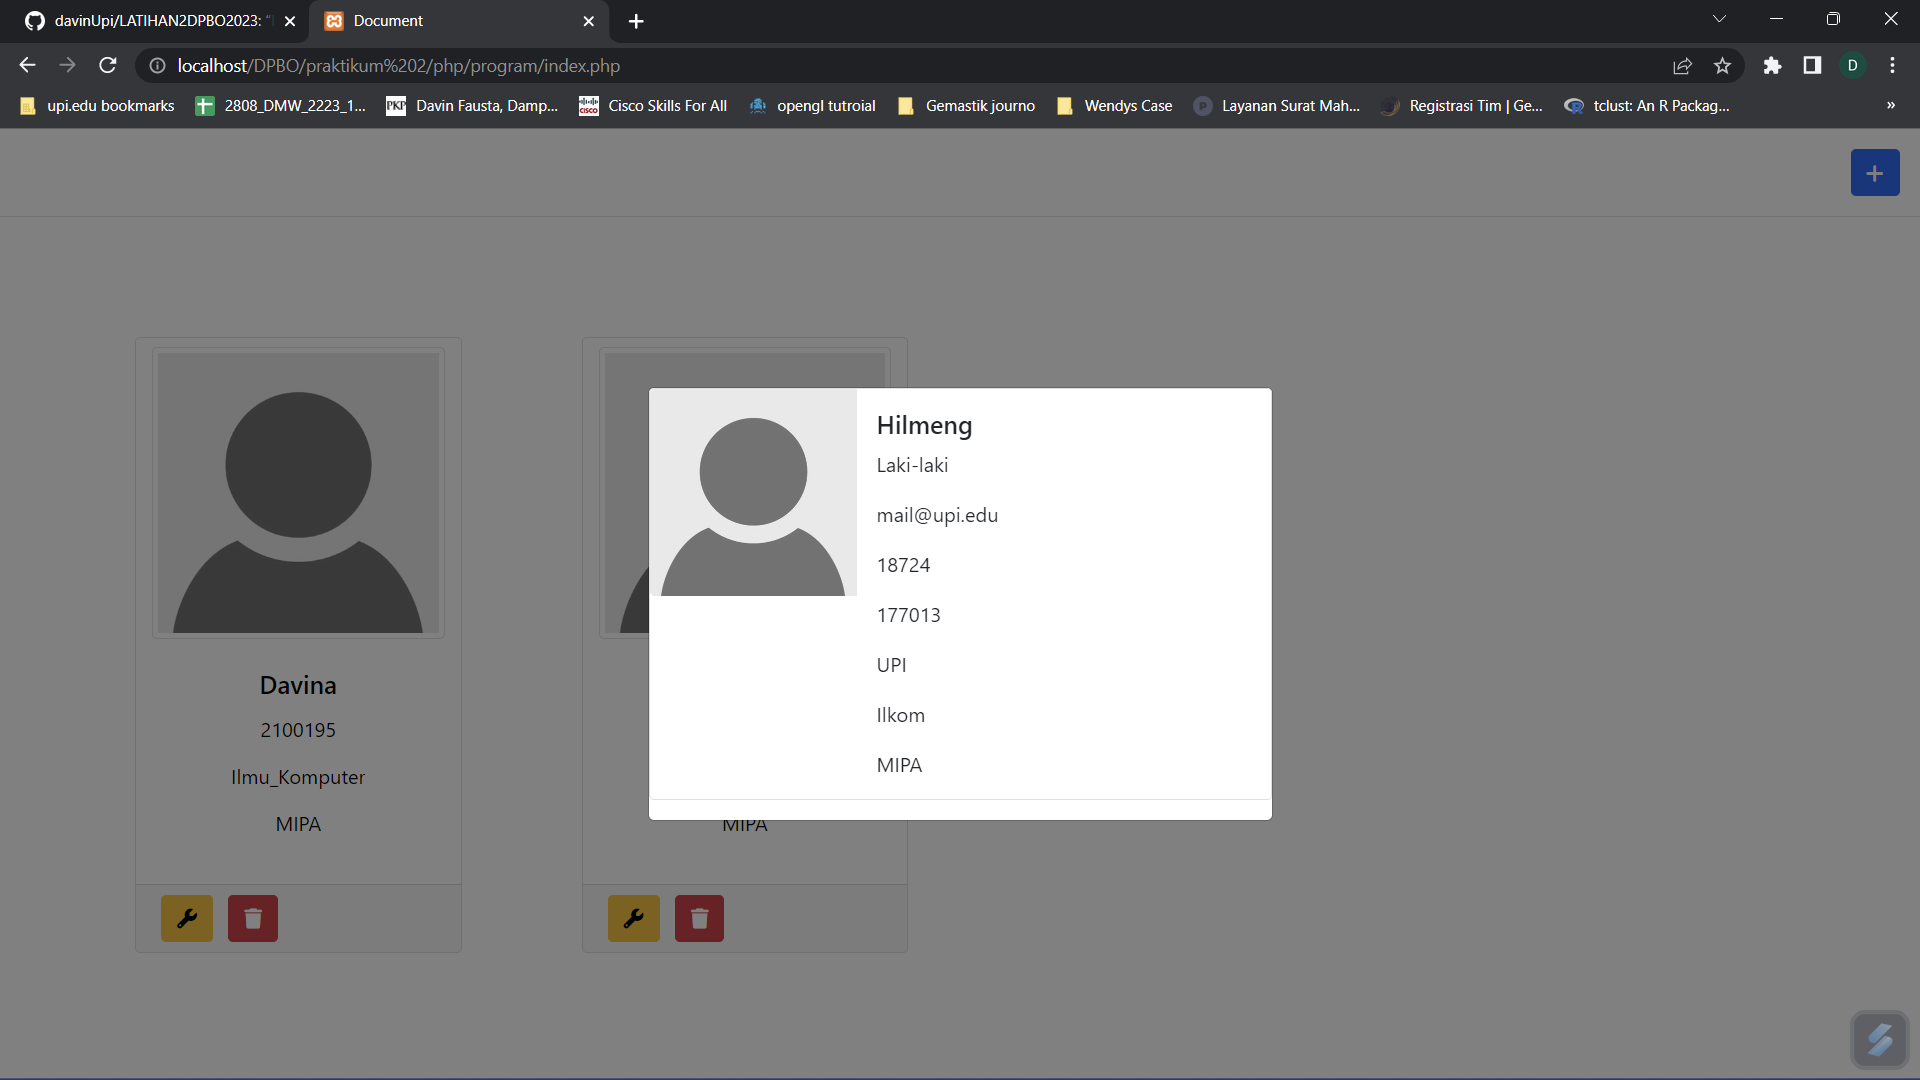 davinUpi/LATIHAN2DPBO2023: "
Document
localhost/DPBO/praktikum%202/php/program/index.php
D
upi.edu bookmarks
2808_DMW_2223_1...
PKP
Davin Fausta, Damp...
CISCO
Cisco Skills For All
opengl tutroial
Gemastik journo
Wendys Case
P
Layanan Surat Mah...
Registrasi Tim | Ge...
R
tclust: An R Packag...
»
+
Davina
2100195
Ilmu_Komputer
MIPA
Hilmeng
Laki-laki
mail@upi.edu
18724
177013
UPI
Ilkom
MIPA
MIPA